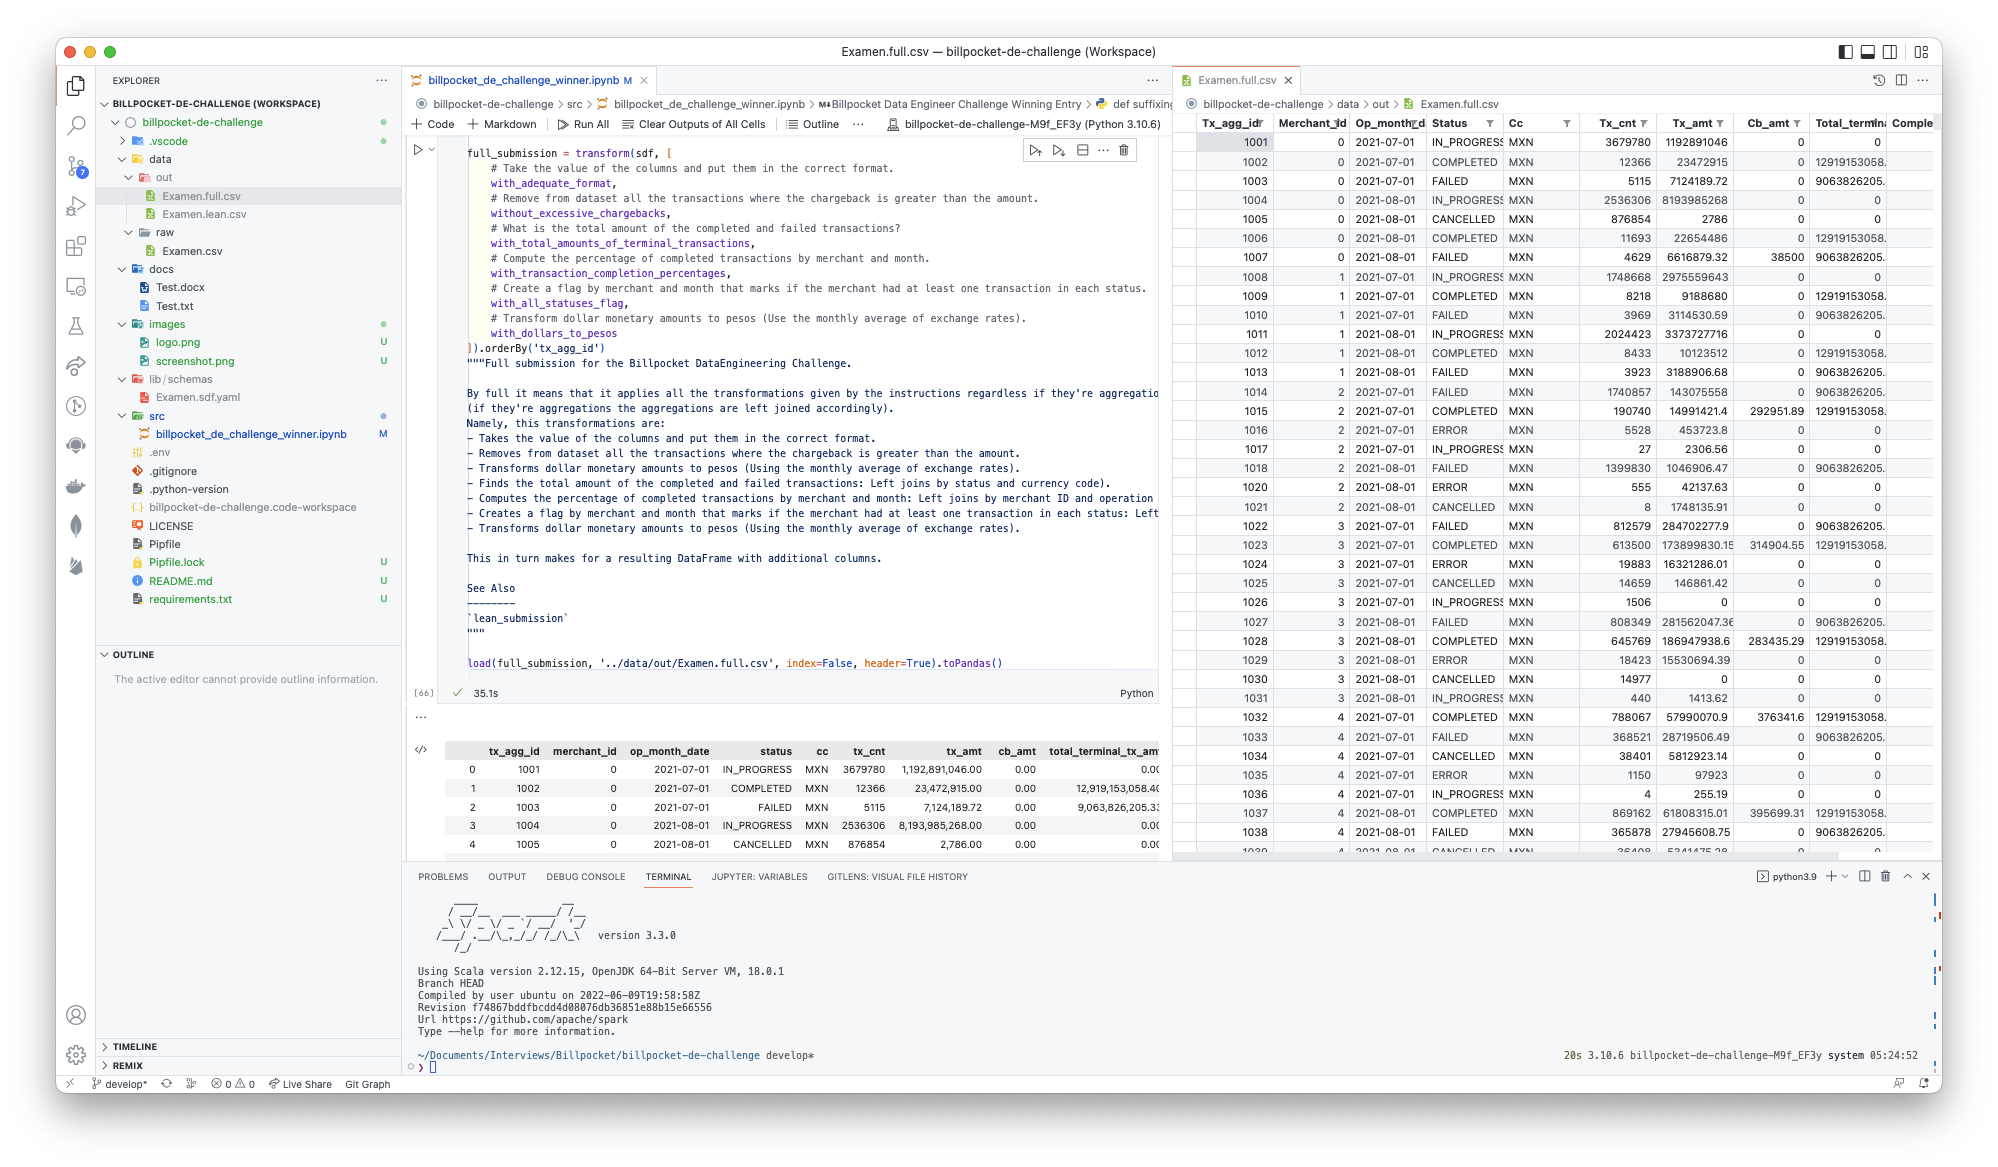 Examen.full.csv — billpocket-de-challenge (Workspace)
EXPLORER
BILLPOCKET-DE-CHALLENGE (WORKSPACE)
billpocket-de-challenge
.vscode
data
out
Examen.full.csv
Examen.lean.csv
raw
Examen.csv
docs
Test.docx
Test.txt
images
logo.png U
screenshot.png U
lib/schemas
Examen.sdf.yaml
src
billpocket_de_challenge_winner.ipynb M
.env
.gitignore
.python-version
billpocket-de-challenge.code-workspace
LICENSE
Pipfile
Pipfile.lock U
README.md U
requirements.txt U
OUTLINE
The active editor cannot provide outline information.
TIMELINE
REMIX
7
billpocket_de_challenge_winner.ipynb M
billpocket-de-challenge > src > billpocket_de_challenge_winner.ipynb > M↓Billpocket Data Engineer Challenge Winning Entry > def suffixing
+ Code + Markdown Run All Clear Outputs of All Cells Outline ··· billpocket-de-challenge-M9f_EF3y (Python 3.10.6)
full_submission = transform(sdf, [
# Take the value of the columns and put them in the correct format.
with_adequate_format,
# Remove from dataset all the transactions where the chargeback is greater than the amount.
without_excessive_chargebacks,
# What is the total amount of the completed and failed transactions?
with_total_amounts_of_terminal_transactions,
# Compute the percentage of completed transactions by merchant and month.
with_transaction_completion_percentages,
# Create a flag by merchant and month that marks if the merchant had at least one transaction in each status.
with_all_statuses_flag,
# Transform dollar monetary amounts to pesos (Use the monthly average of exchange rates).
with_dollars_to_pesos
]).orderBy('tx_agg_id')
"""Full submission for the Billpocket DataEngineering Challenge.
By full it means that it applies all the transformations given by the instructions regardless if they're aggregatio
(if they're aggregations the aggregations are left joined accordingly).
Namely, this transformations are:
- Takes the value of the columns and put them in the correct format.
- Removes from dataset all the transactions where the chargeback is greater than the amount.
- Transforms dollar monetary amounts to pesos (Using the monthly average of exchange rates).
- Finds the total amount of the completed and failed transactions: Left joins by status and currency code).
- Computes the percentage of completed transactions by merchant and month: Left joins by merchant ID and operation
- Creates a flag by merchant and month that marks if the merchant had at least one transaction in each status: Left
- Transforms dollar monetary amounts to pesos (Using the monthly average of exchange rates).
This in turn makes for a resulting DataFrame with additional columns.
See Also
--------
`lean_submission`
"""
load(full_submission, '../data/out/Examen.full.csv', index=False, header=True).toPandas()
[66] 35.1s Python
tx_agg_id merchant_id op_month_date status cc tx_cnt tx_amt cb_amt total_terminal_tx_amt
0 1001 0 2021-07-01 IN_PROGRESS MXN 3679780 1,192,891,046.00 0.00 0.00
1 1002 0 2021-07-01 COMPLETED MXN 12366 23,472,915.00 0.00 12,919,153,058.40
2 1003 0 2021-07-01 FAILED MXN 5115 7,124,189.72 0.00 9,063,826,205.33
3 1004 0 2021-08-01 IN_PROGRESS MXN 2536306 8,193,985,268.00 0.00 0.00
4 1005 0 2021-08-01 CANCELLED MXN 876854 2,786.00 0.00 0.00
Examen.full.csv
billpocket-de-challenge > data > out > Examen.full.csv
Tx_agg_id Merchant_id Op_month_d Status Cc Tx_cnt Tx_amt Cb_amt Total_termina Comple
1001 0 2021-07-01 IN_PROGRESS MXN 3679780 1192891046 0 0
1002 0 2021-07-01 COMPLETED MXN 12366 23472915 0 12919153058.
1003 0 2021-07-01 FAILED MXN 5115 7124189.72 0 9063826205.
1004 0 2021-08-01 IN_PROGRESS MXN 2536306 8193985268 0 0
1005 0 2021-08-01 CANCELLED MXN 876854 2786 0 0
1006 0 2021-08-01 COMPLETED MXN 11693 22654486 0 12919153058.
1007 0 2021-08-01 FAILED MXN 4629 6616879.32 38500 9063826205.
1008 1 2021-07-01 IN_PROGRESS MXN 1748668 2975559643 0 0
1009 1 2021-07-01 COMPLETED MXN 8218 9188680 0 12919153058.
1010 1 2021-07-01 FAILED MXN 3969 3114530.59 0 9063826205.
1011 1 2021-08-01 IN_PROGRESS MXN 2024423 3373727716 0 0
1012 1 2021-08-01 COMPLETED MXN 8433 10123512 0 12919153058.
1013 1 2021-08-01 FAILED MXN 3923 3188906.68 0 9063826205.
1014 2 2021-07-01 FAILED MXN 1740857 143075558 0 9063826205.
1015 2 2021-07-01 COMPLETED MXN 190740 14991421.4 292951.89 12919153058.
1016 2 2021-07-01 ERROR MXN 5528 453723.8 0 0
1017 2 2021-07-01 IN_PROGRESS MXN 27 2306.56 0 0
1018 2 2021-08-01 FAILED MXN 1399830 1046906.47 0 9063826205.
1020 2 2021-08-01 ERROR MXN 555 42137.63 0 0
1021 2 2021-08-01 CANCELLED MXN 8 1748135.91 0 0
1022 3 2021-07-01 FAILED MXN 812579 284702277.9 0 9063826205.
1023 3 2021-07-01 COMPLETED MXN 613500 173899830.15 314904.55 12919153058.
1024 3 2021-07-01 ERROR MXN 19883 16321286.01 0 0
1025 3 2021-07-01 CANCELLED MXN 14659 146861.42 0 0
1026 3 2021-07-01 IN_PROGRESS MXN 1506 0 0 0
1027 3 2021-08-01 FAILED MXN 808349 281562047.36 0 9063826205.
1028 3 2021-08-01 COMPLETED MXN 645769 186947938.6 283435.29 12919153058.
1029 3 2021-08-01 ERROR MXN 18423 15530694.39 0 0
1030 3 2021-08-01 CANCELLED MXN 14977 0 0 0
1031 3 2021-08-01 IN_PROGRESS MXN 440 1413.62 0 0
1032 4 2021-07-01 COMPLETED MXN 788067 57990070.9 376341.6 12919153058.
1033 4 2021-07-01 FAILED MXN 368521 28719506.49 0 9063826205.
1034 4 2021-07-01 CANCELLED MXN 38401 5812923.14 0 0
1035 4 2021-07-01 ERROR MXN 1150 97923 0 0
1036 4 2021-07-01 IN_PROGRESS MXN 4 255.19 0 0
1037 4 2021-08-01 COMPLETED MXN 869162 61808315.01 395699.31 12919153058.
1038 4 2021-08-01 FAILED MXN 365878 27945608.75 0 9063826205.
1039 4 2021-08-01 CANCELLED MXN 36408 5341475.28 0 0
PROBLEMS OUTPUT DEBUG CONSOLE TERMINAL JUPYTER: VARIABLES GITLENS: VISUAL FILE HISTORY python3.9
version 3.3.0
Using Scala version 2.12.15, OpenJDK 64-Bit Server VM, 18.0.1
Branch HEAD
Compiled by user ubuntu on 2022-06-09T19:58:58Z
Revision f74867bddfbcdd4d08076db36851e88b15e66556
Url https://github.com/apache/spark
Type --help for more information.
~/Documents/Interviews/Billpocket/billpocket-de-challenge develop* 20s 3.10.6 billpocket-de-challenge-M9f_EF3y system 05:24:52
❯
develop* 0 0 Live Share Git Graph